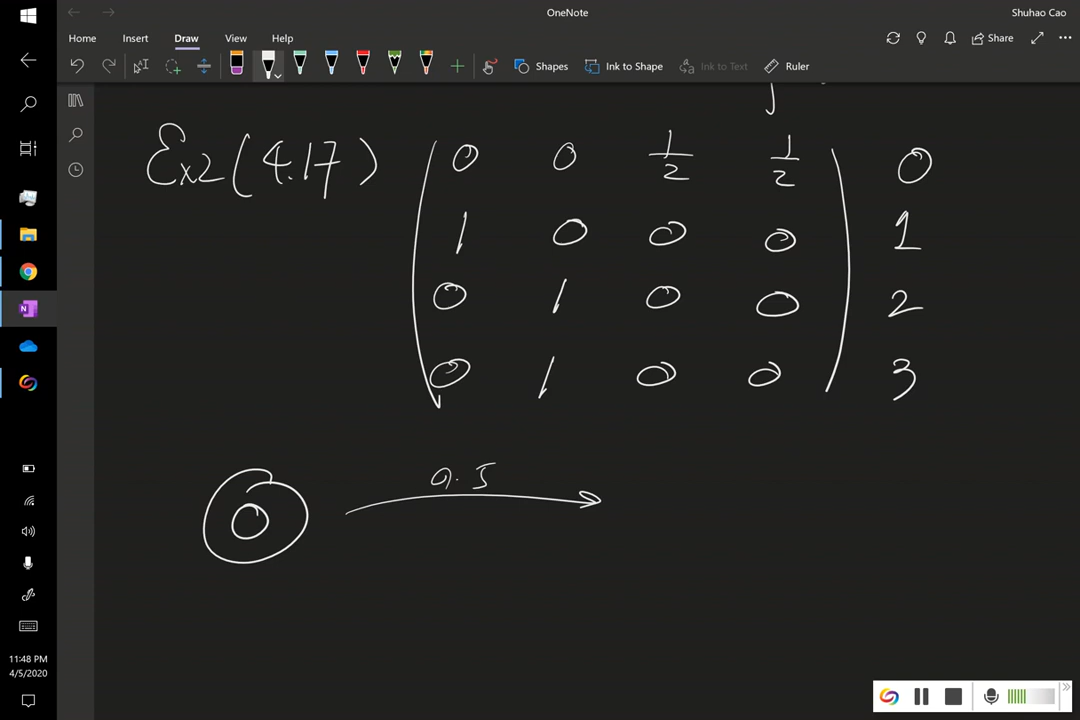 OneNote
Shuhao Cao
Home Insert Draw View Help
Shapes Ink to Shape Ink to Text Ruler Share
Ex2 (4.17) 0 0 1/2 1/2 0
1 0 0 0 1
0 1 0 0 2
0 1 0 0 3
0 0.5
11:48 PM
4/5/2020